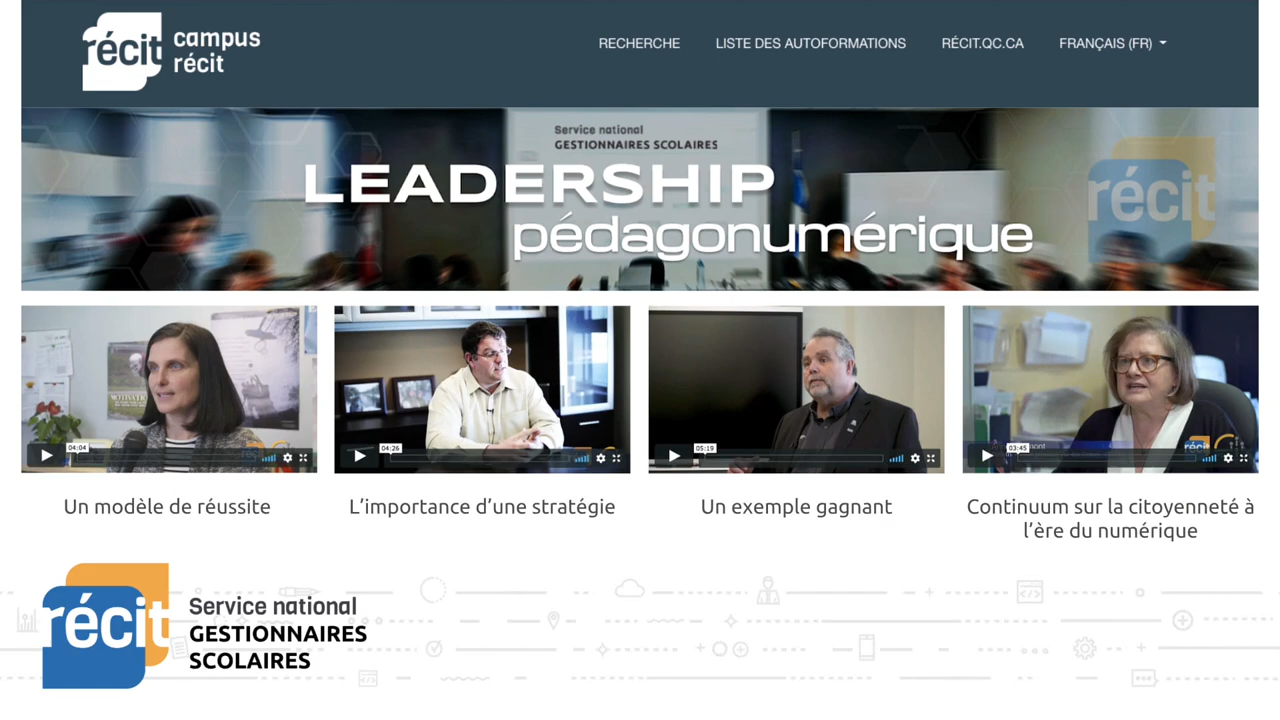 récit
campus
récit
RECHERCHE
LISTE DES AUTOFORMATIONS
RÉCIT.QC.CA
FRANÇAIS (FR)
Service national
GESTIONNAIRES SCOLAIRES
LEADERSHIP
pédagonumérique
récit
04:04
04:26
05:19
03:45
récit
Un modèle de réussite
L'importance d'une stratégie
Un exemple gagnant
Continuum sur la citoyenneté à
l'ère du numérique
récit
Service national
GESTIONNAIRES
SCOLAIRES